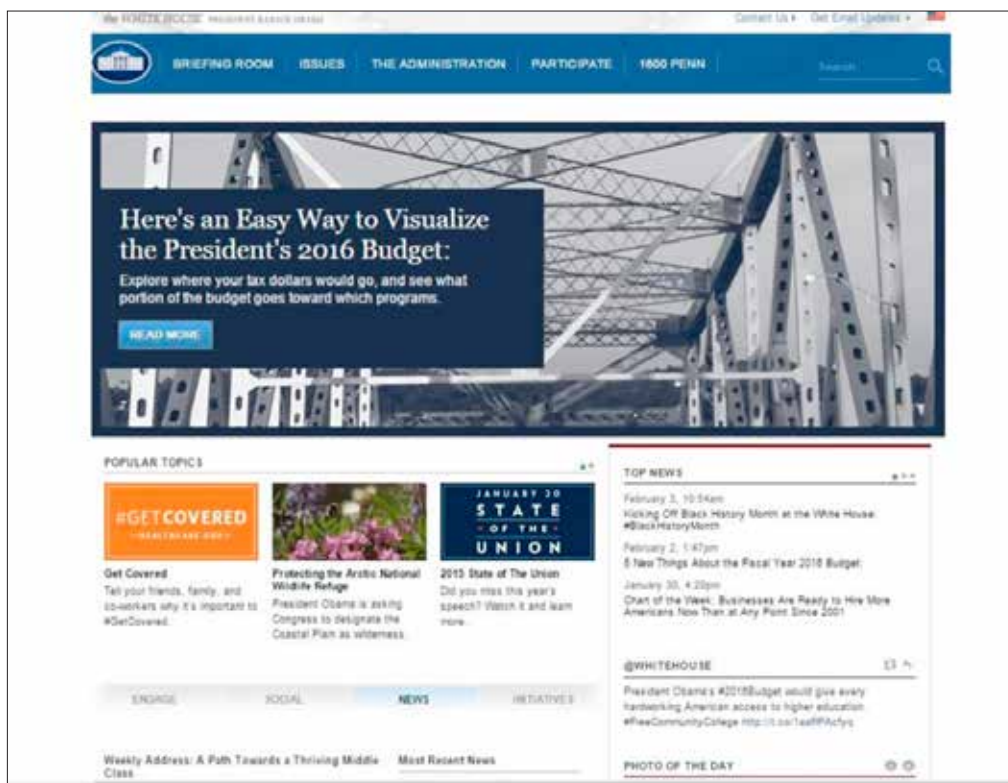 the WHITE HOUSE PRESIDENT BARACK OBAMA
Contact Us Get Email Updates
BRIEFING ROOM ISSUES THE ADMINISTRATION PARTICIPATE 1600 PENN
Search
Here's an Easy Way to Visualize
the President's 2016 Budget:
Explore where your tax dollars would go, and see what
portion of the budget goes toward which programs.
READ MORE
POPULAR TOPICS
#GETCOVERED
HEALTHCARE.GOV
Get Covered
Tell your friends, family, and
co-workers why it's important to
#GetCovered.
Protecting the Arctic National
Wildlife Refuge
President Obama is asking
Congress to designate the
Coastal Plain as wilderness.
JANUARY 20
STATE
OF THE
UNION
2015 State of The Union
Did you miss this year's
speech? Watch it and learn
more.
TOP NEWS
February 3, 10:54am
Kicking Off Black History Month at the White House:
#BlackHistoryMonth
February 2, 1:47pm
5 New Things About the Fiscal Year 2016 Budget:
January 30, 4:20pm
Chart of the Week: Businesses Are Ready to Hire More
Americans Now Than at Any Point Since 2001
@WHITEHOUSE
President Obama's #2016Budget would give every
hardworking American access to higher education
#FreeCommunityCollege
PHOTO OF THE DAY
ENGAGE SOCIAL NEWS INITIATIVES
Weekly Address: A Path Towards a Thriving Middle
Class
Most Recent News